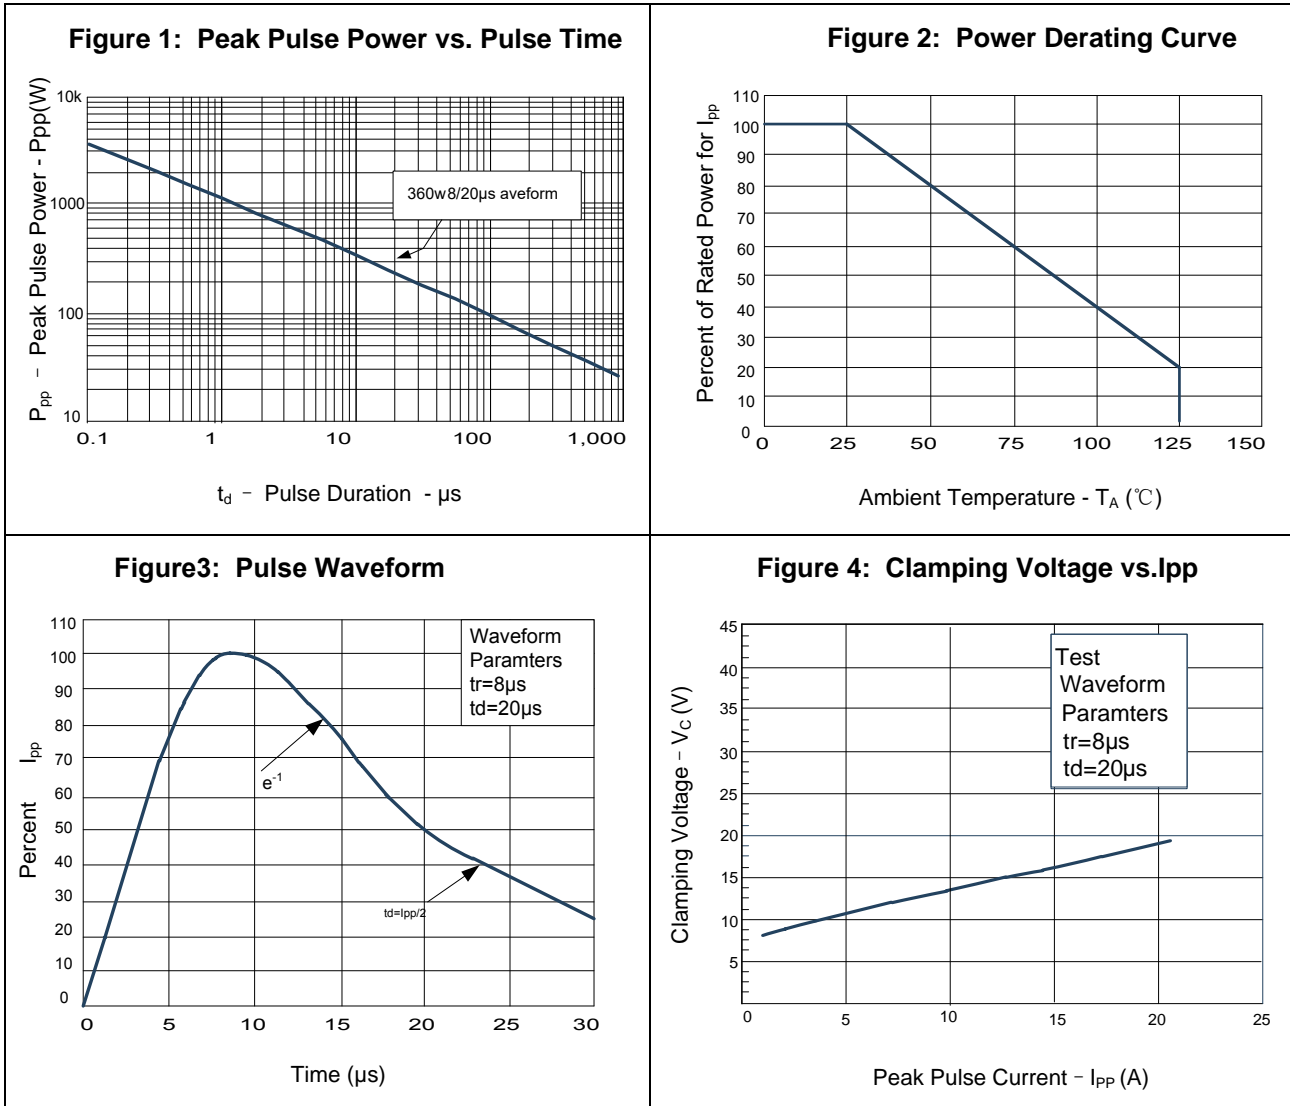 Figure 1: Peak Pulse Power vs. Pulse Time
Ppp – Peak Pulse Power - Ppp(W)
10k
1000
100
10
360w8/20µs aveform
0.1 1 10 100 1,000
td – Pulse Duration - µs
Figure 2: Power Derating Curve
Percent of Rated Power for Ipp
110
100
90
80
70
60
50
40
30
20
10
0
0 25 50 75 100 125 150
Ambient Temperature - TA (℃)
Figure3: Pulse Waveform
Percent Ipp
110
100
90
80
70
60
50
40
30
20
10
0
Waveform
Paramters
tr=8µs
td=20µs
e-1
td=Ipp/2
0 5 10 15 20 25 30
Time (µs)
Figure 4: Clamping Voltage vs.Ipp
Clamping Voltage – VC (V)
45
40
35
30
25
20
15
10
5
Test
Waveform
Paramters
tr=8µs
td=20µs
0 5 10 15 20 25
Peak Pulse Current – IPP (A)